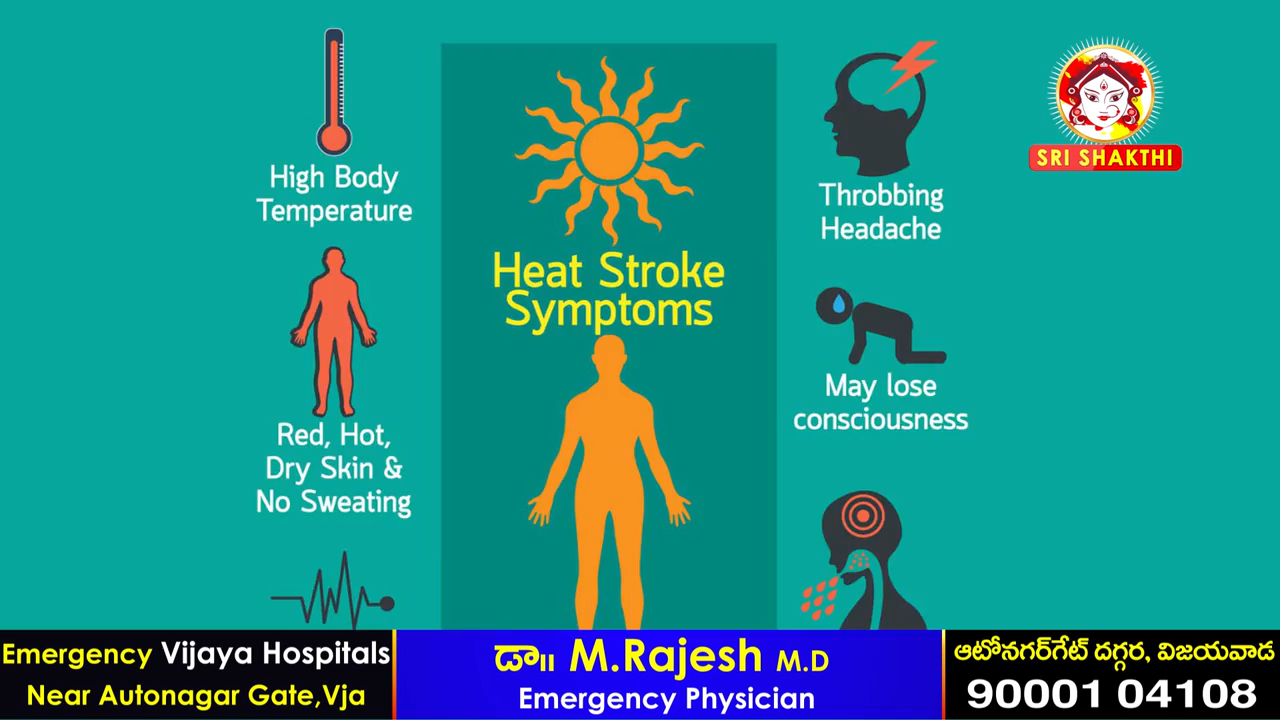 High Body
Temperature
Red, Hot,
Dry Skin &
No Sweating
Heat Stroke
Symptoms
Throbbing
Headache
May lose
consciousness
SRI SHAKTHI
Emergency Vijaya Hospitals
Near Autonagar Gate,Vja
డాః M.Rajesh M.D
Emergency Physician
ఆటోనగర్‌గేట్ దగ్గర, విజయవాడ
90001 04108